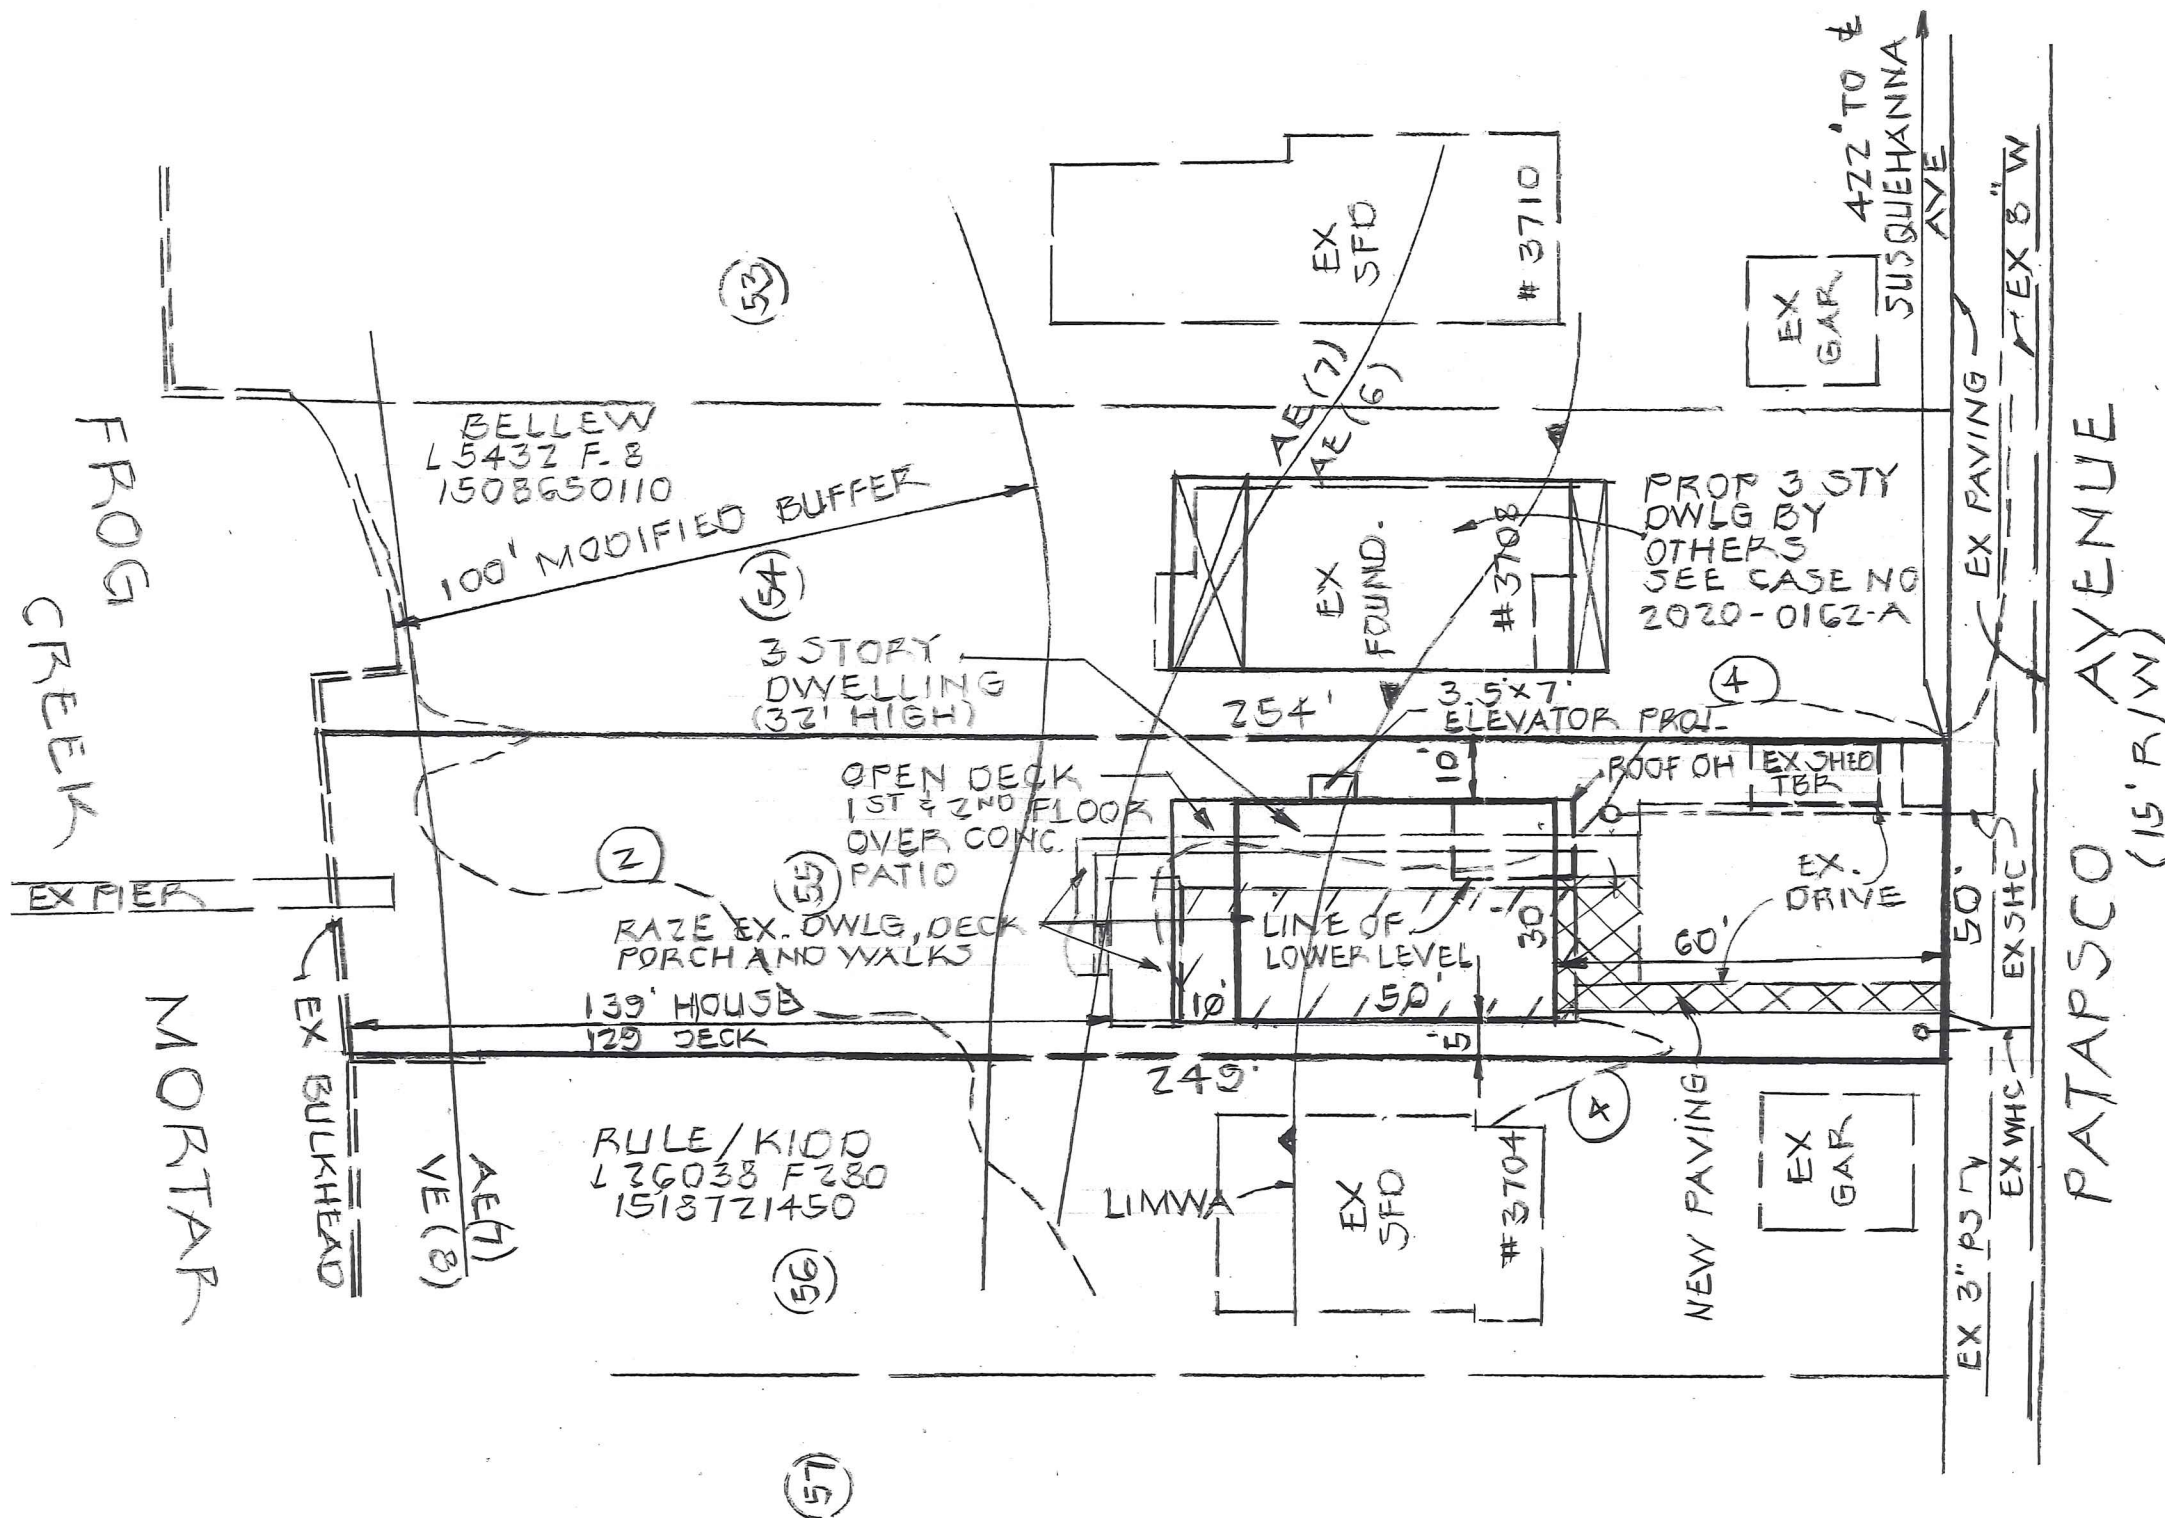 422' TO ℄
SUSQUEHANNA
AVE
EX PAVING
EX 8" W
PATAPSCO AVENUE
(15' R/W)
EX
SFD
# 3710
EX
GAR.
(53)
AE(7)
AE(6)
BELLEW
L 5432 F. 8
1508650110
100' MODIFIED BUFFER
(54)
EX
FOUND.
#3708
PROP 3 STY
DWLG BY
OTHERS
SEE CASE NO
2020-0162-A
FROG
MORTAR
CREEK
3 STORY
DWELLING
(32' HIGH)
254'
3.5'x7'
ELEVATOR PROJ.
4
10'
ROOF OH
EX SHED
TBR
OPEN DECK
1ST & 2ND FLOOR
OVER CONC.
PATIO
2
(55)
EX PIER
RAZE EX. DWLG, DECK
PORCH AND WALKS
LINE OF
LOWER LEVEL
30'
EX.
DRIVE
60'
50'
EX SHC
139' HOUSE
129 DECK
10'
50'
5'
249'
EX BULKHEAD
AE(7)
VE(8)
RULE/KIDD
L 26038 F 280
1518721450
LIMWA
EX
SFD
#3704
4
NEW PAVING
EX
GAR
EX 3" PS
EX WHC
(56)
(57)